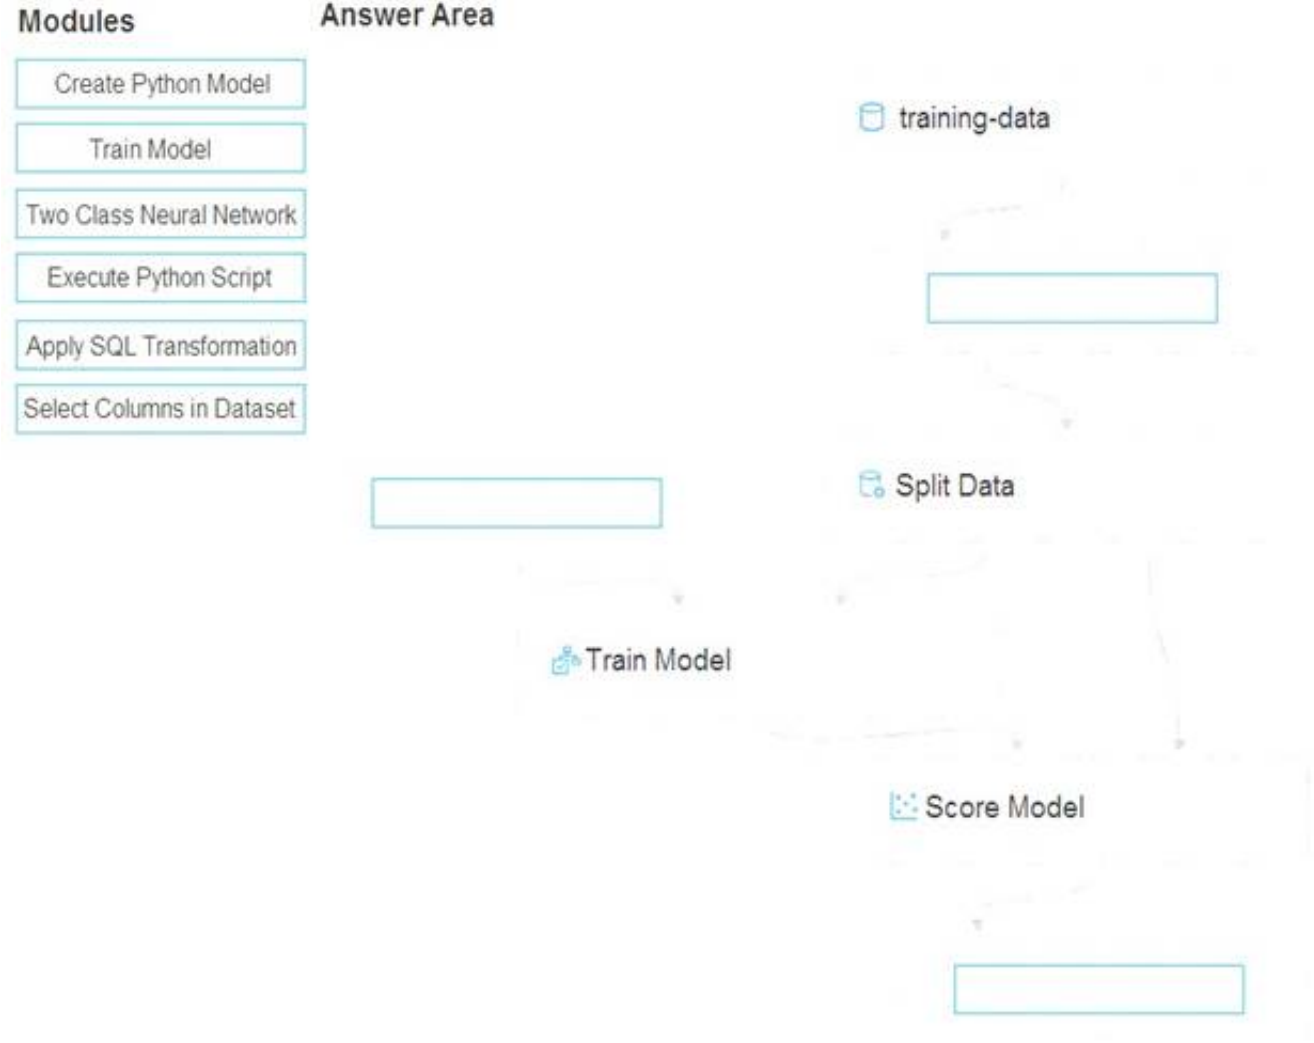 Modules
Answer Area
Create Python Model
Train Model
Two Class Neural Network
Execute Python Script
Apply SQL Transformation
Select Columns in Dataset
training-data
Split Data
Train Model
Score Model